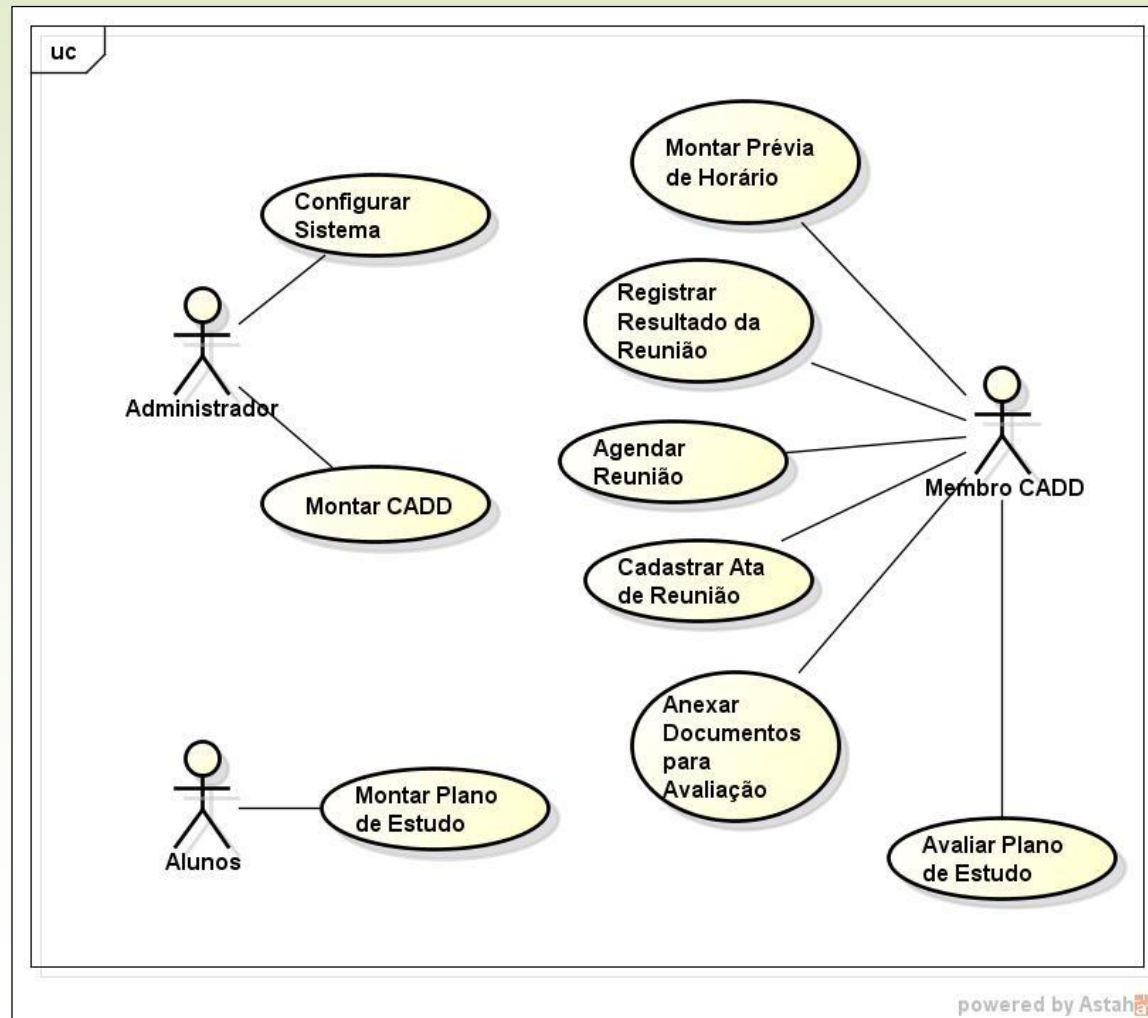 uc
Montar Prévia
de Horário
Configurar
Sistema
Registrar
Resultado da
Reunião
Administrador
Agendar
Reunião
Membro CADD
Montar CADD
Cadastrar Ata
de Reunião
Anexar
Documentos
para
Avaliação
Montar Plano
de Estudo
Alunos
Avaliar Plano
de Estudo
powered by Astah